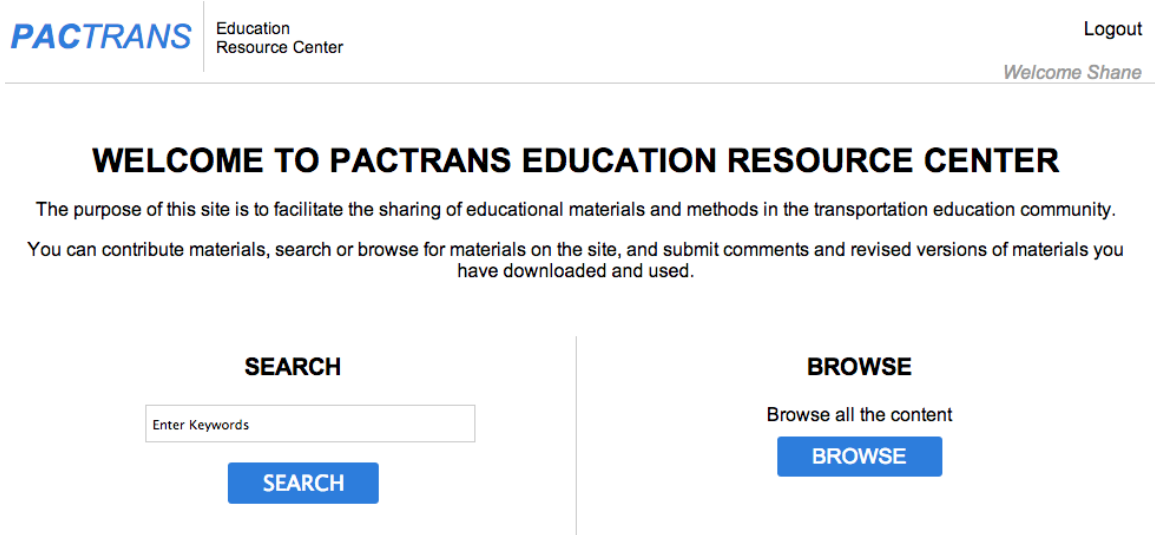 PACTRANS
Education
Resource Center
Logout
Welcome Shane
WELCOME TO PACTRANS EDUCATION RESOURCE CENTER
The purpose of this site is to facilitate the sharing of educational materials and methods in the transportation education community.
You can contribute materials, search or browse for materials on the site, and submit comments and revised versions of materials you
have downloaded and used.
SEARCH
Enter Keywords
SEARCH
BROWSE
Browse all the content
BROWSE